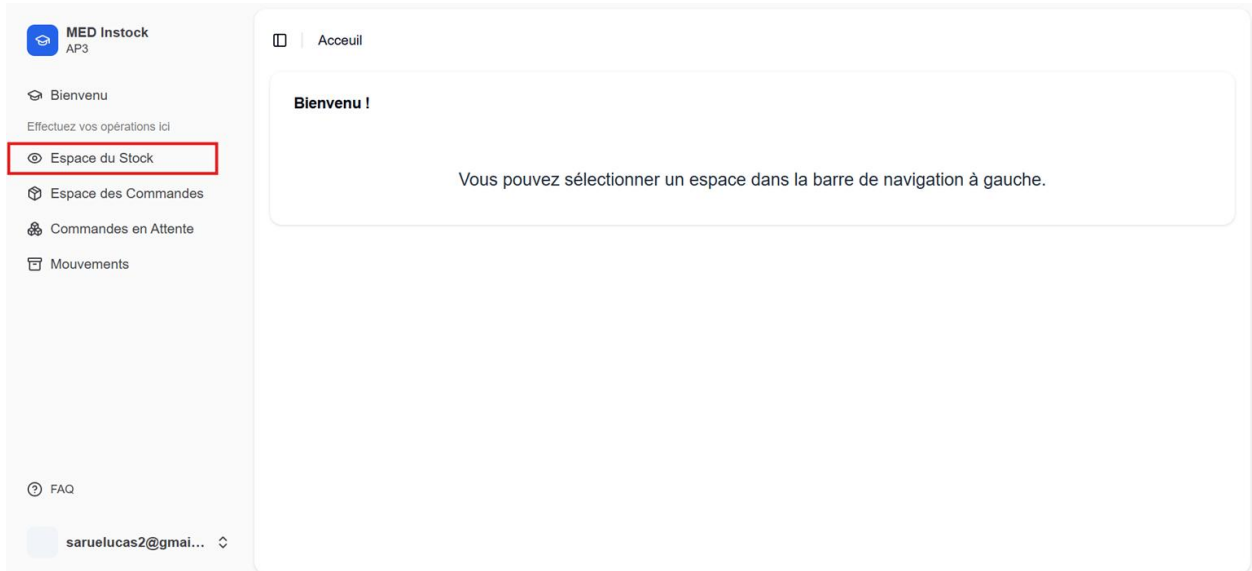 MED Instock
AP3
Bienvenu
Effectuez vos opérations ici
Espace du Stock
Espace des Commandes
Commandes en Attente
Mouvements
FAQ
saruelucas2@gmai...
Acceuil
Bienvenu !
Vous pouvez sélectionner un espace dans la barre de navigation à gauche.